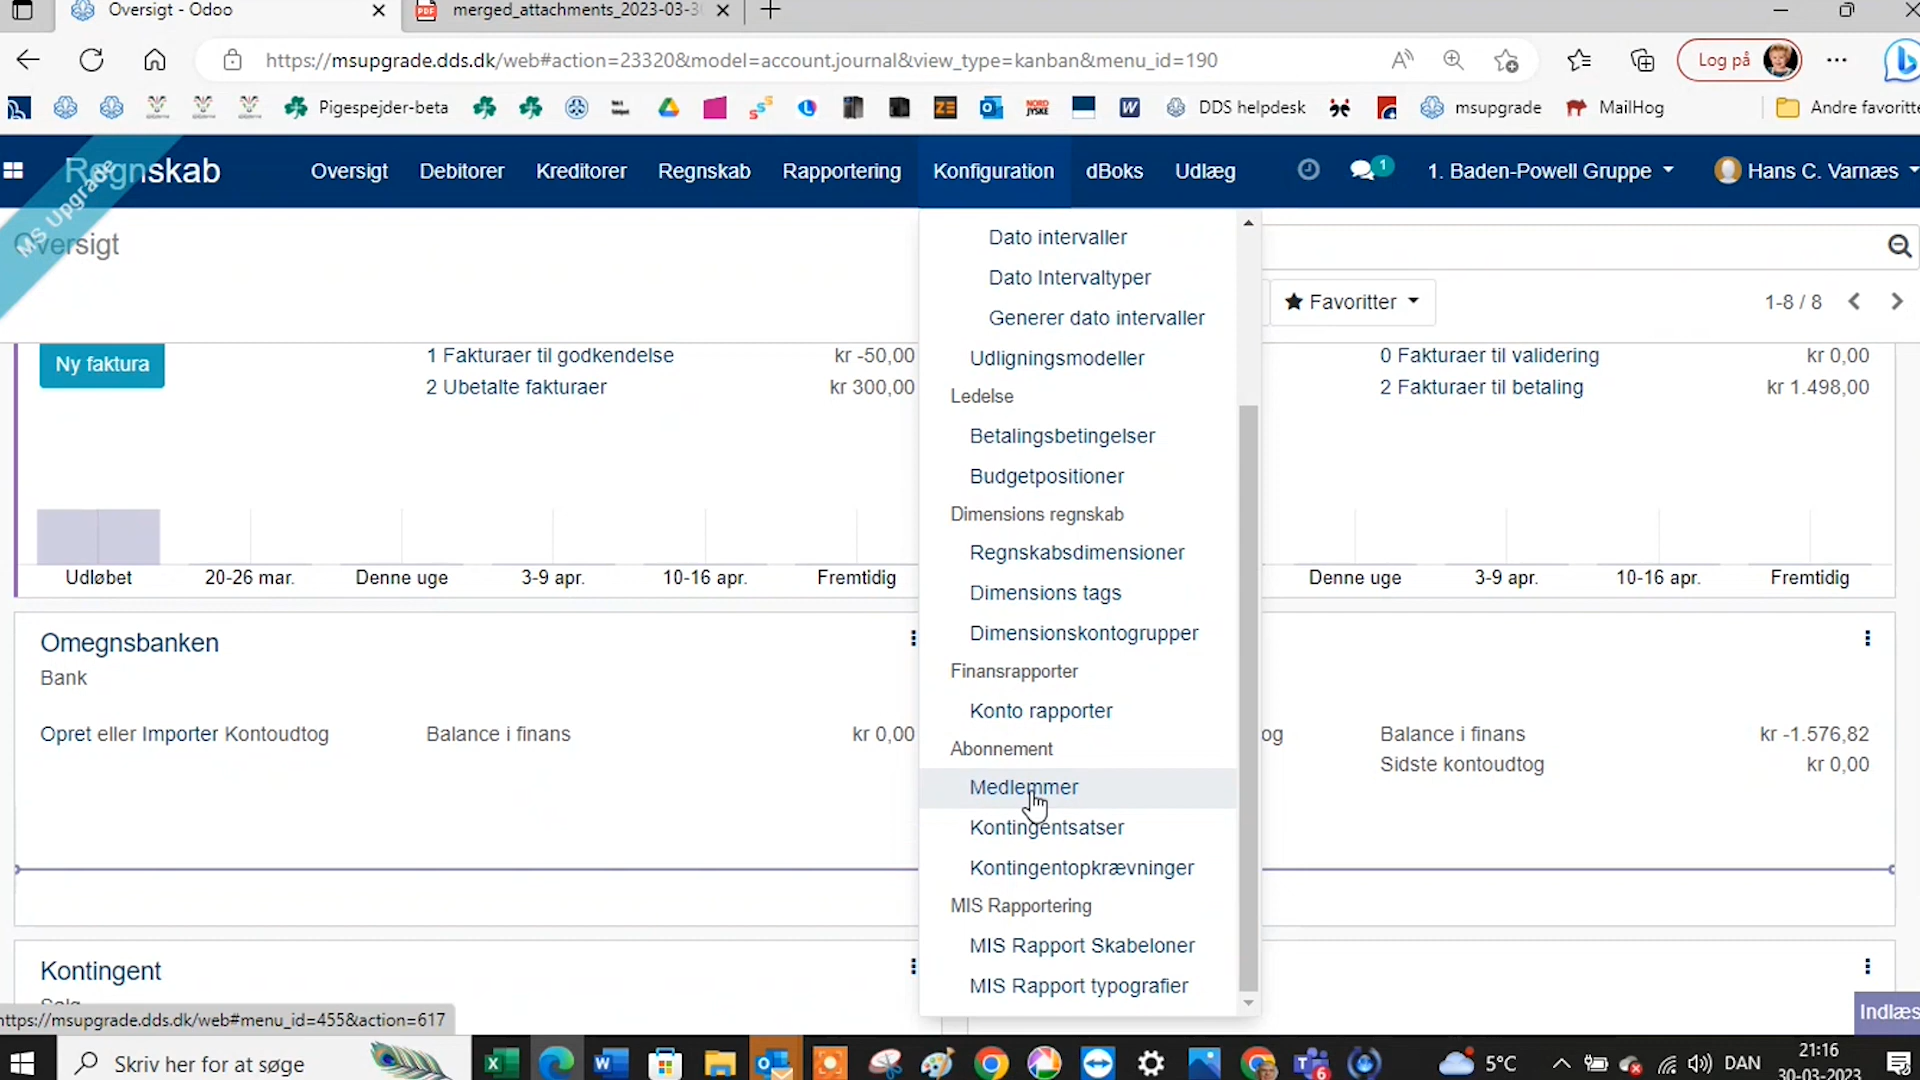 Oversigt - Odoo
merged_attachments_2023-03-3
https://msupgrade.dds.dk/web#action=23320&model=account.journal&view_type=kanban&menu_id=190
Log på
Pigespejder-beta
DDS helpdesk
msupgrade
MailHog
Andre favoritte
Regnskab
Oversigt
Debitorer
Kreditorer
Regnskab
Rapportering
Konfiguration
dBoks
Udlæg
1
1. Baden-Powell Gruppe
Hans C. Varnæs
MS Upgrade
Oversigt
Favoritter
1-8 / 8
Dato intervaller
Dato Intervaltyper
Generer dato intervaller
Udligningsmodeller
Ledelse
Betalingsbetingelser
Budgetpositioner
Dimensions regnskab
Regnskabsdimensioner
Dimensions tags
Dimensionskontogrupper
Finansrapporter
Konto rapporter
Abonnement
Medlemmer
Kontingentsatser
Kontingentopkrævninger
MIS Rapportering
MIS Rapport Skabeloner
MIS Rapport typografier
Ny faktura
1 Fakturaer til godkendelse kr -50,00
2 Ubetalte fakturaer kr 300,00
0 Fakturaer til validering kr 0,00
2 Fakturaer til betaling kr 1.498,00
Udløbet 20-26 mar. Denne uge 3-9 apr. 10-16 apr. Fremtidig
Denne uge 3-9 apr. 10-16 apr. Fremtidig
Omegnsbanken
Bank
Opret eller Importer Kontoudtog
Balance i finans kr 0,00
og
Balance i finans kr -1.576,82
Sidste kontoudtog kr 0,00
Kontingent
Salg
Indlæs
https://msupgrade.dds.dk/web#menu_id=455&action=617
Skriv her for at søge
6
5°C
DAN
21:16
30-03-2023